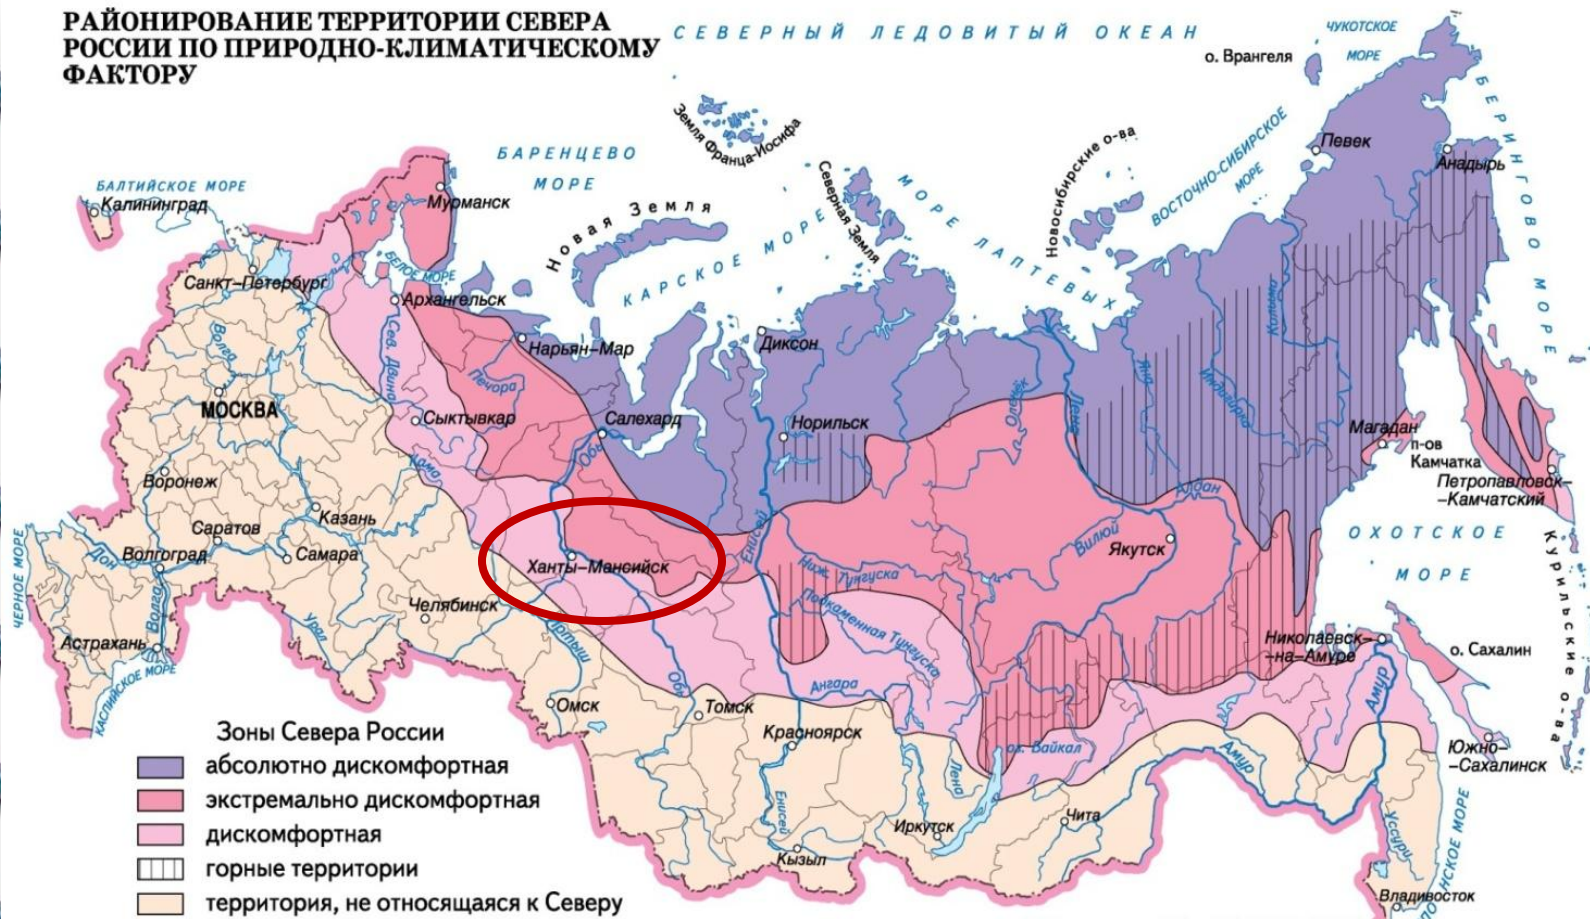 РАЙОНИРОВАНИЕ ТЕРРИТОРИИ СЕВЕРА
РОССИИ ПО ПРИРОДНО-КЛИМАТИЧЕСКОМУ
ФАКТОРУ
СЕВЕРНЫЙ ЛЕДОВИТЫЙ ОКЕАН
ЧУКОТСКОЕ
МОРЕ
о. Врангеля
БЕРИНГОВО МОРЕ
Земля Франца-Иосифа
Северная Земля
Новосибирские о-ва
ВОСТОЧНО-СИБИРСКОЕ
МОРЕ
Певек
Анадырь
БАРЕНЦЕВО
МОРЕ
БАЛТИЙСКОЕ МОРЕ
Калининград
Мурманск
Новая Земля
КАРСКОЕ МОРЕ
МОРЕ ЛАПТЕВЫХ
БЕЛОЕ МОРЕ
Санкт-Петербург
Архангельск
Нарьян-Мар
Диксон
Волга
Сев. Двина
Печора
Оленёк
Лена
Яна
Индигирка
Колыма
МОСКВА
Сыктывкар
Салехард
Норильск
Магадан
п-ов
Камчатка
Петропавловск-
-Камчатский
Обь
Кама
Воронеж
Казань
Саратов
Самара
Волгоград
Дон
Волга
ЧЕРНОЕ МОРЕ
Ханты-Мансийск
Енисей
Ниж. Тунгуска
Подкаменная Тунгуска
Вилюй
Алдан
Якутск
ОХОТСКОЕ
МОРЕ
Курильские о-ва
Челябинск
Астрахань
Урал
КАСПИЙСКОЕ МОРЕ
Иртыш
Обь
Ангара
Николаевск-
-на-Амуре
о. Сахалин
Амур
Омск
Томск
Красноярск
оз. Байкал
Лена
Амур
Южно-
-Сахалинск
Енисей
Иркутск
Чита
Кызыл
Уссури
Владивосток
Зоны Севера России
абсолютно дискомфортная
экстремально дискомфортная
дискомфортная
горные территории
территория, не относящаяся к Северу